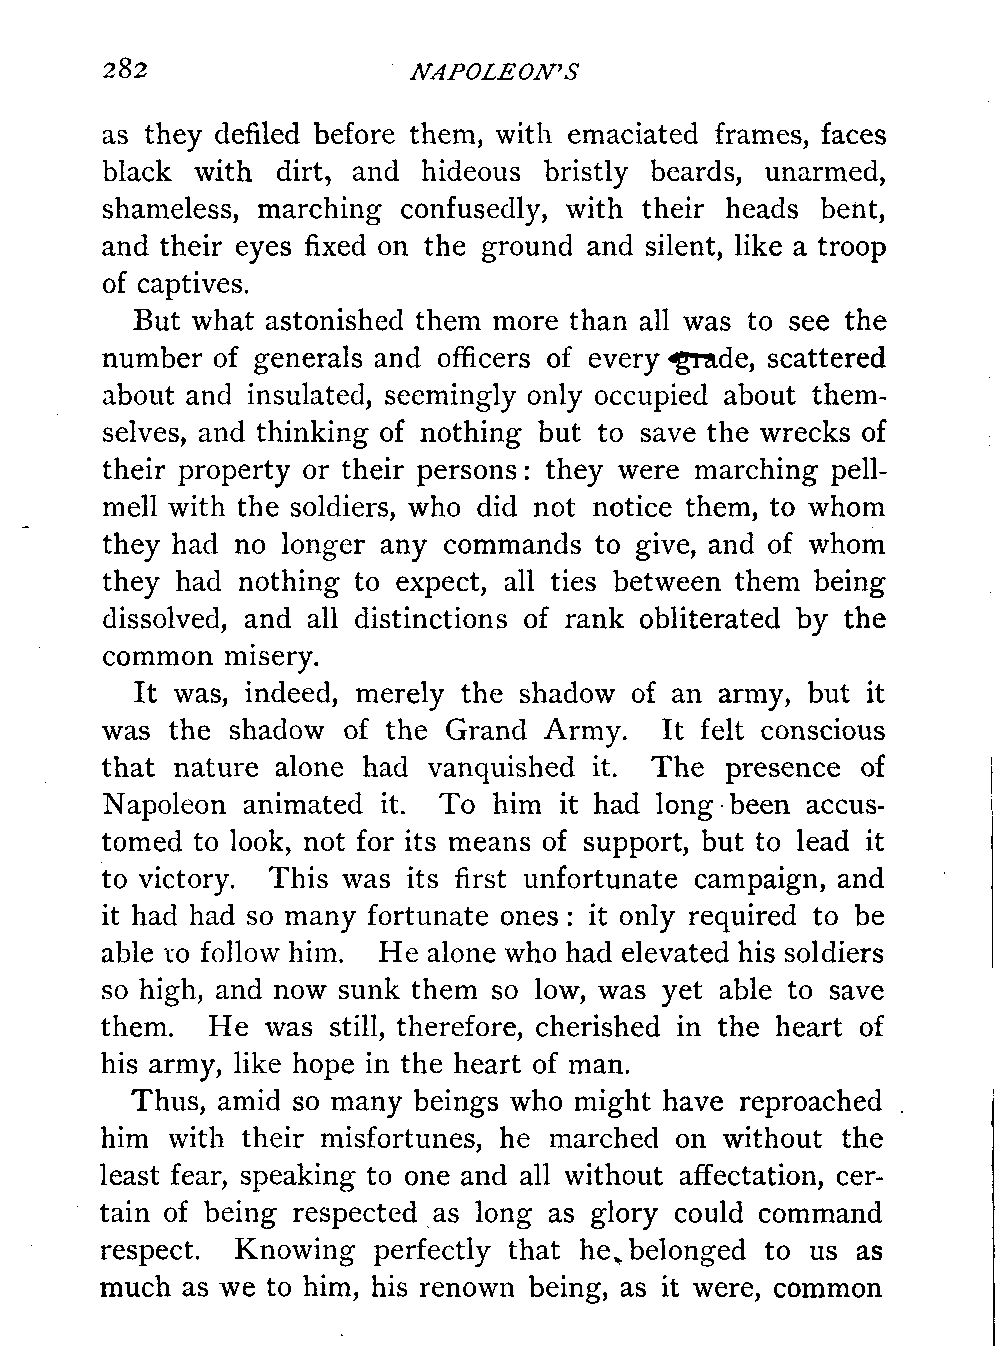 282 NAPOLEON'S
as they defiled before them, with emaciated frames, faces
black with dirt, and hideous bristly beards, unarmed,
shameless, marching confusedly, with their heads bent,
and their eyes fixed on the ground and silent, like a troop
of captives.
But what astonished them more than all was to see the
number of generals and officers of every grade, scattered
about and insulated, seemingly only occupied about them-
selves, and thinking of nothing but to save the wrecks of
their property or their persons: they were marching pell-
mell with the soldiers, who did not notice them, to whom
they had no longer any commands to give, and of whom
they had nothing to expect, all ties between them being
dissolved, and all distinctions of rank obliterated by the
common misery.
It was, indeed, merely the shadow of an army, but it
was the shadow of the Grand Army. It felt conscious
that nature alone had vanquished it. The presence of
Napoleon animated it. To him it had long been accus-
tomed to look, not for its means of support, but to lead it
to victory. This was its first unfortunate campaign, and
it had had so many fortunate ones: it only required to be
able to follow him. He alone who had elevated his soldiers
so high, and now sunk them so low, was yet able to save
them. He was still, therefore, cherished in the heart of
his army, like hope in the heart of man.
Thus, amid so many beings who might have reproached
him with their misfortunes, he marched on without the
least fear, speaking to one and all without affectation, cer-
tain of being respected as long as glory could command
respect. Knowing perfectly that he belonged to us as
much as we to him, his renown being, as it were, common